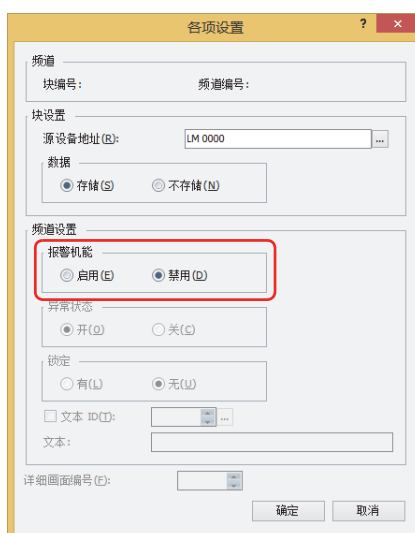 各项设置 ? ×
频道
块编号: 频道编号:
块设置
源设备地址(R): LM 0000 ...
数据
存储(S) 不存储(N)
频道设置
报警机能
启用(E) 禁用(D)
异常状态
开(O) 关(C)
锁定
有(L) 无(U)
文本 ID(T): ...
文本:
详细画面编号(F):
确定 取消